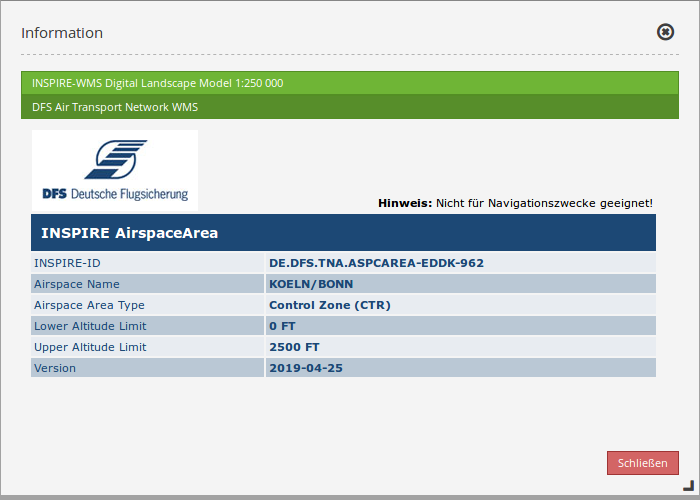 Information
INSPIRE-WMS Digital Landscape Model 1:250 000
DFS Air Transport Network WMS
DFS Deutsche Flugsicherung
Hinweis: Nicht für Navigationszwecke geeignet!
INSPIRE AirspaceArea
INSPIRE-ID DE.DFS.TNA.ASPCAREA-EDDK-962
Airspace Name KOELN/BONN
Airspace Area Type Control Zone (CTR)
Lower Altitude Limit 0 FT
Upper Altitude Limit 2500 FT
Version 2019-04-25
Schließen